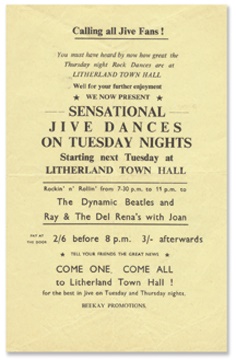 Calling all Jive Fans!
You must have heard by now how great the
Thursday night Rock Dances are at
LITHERLAND TOWN HALL
Well for your further enjoyment
★ WE NOW PRESENT ★
SENSATIONAL
JIVE DANCES
ON TUESDAY NIGHTS
Starting next Tuesday at
LITHERLAND TOWN HALL
Rockin' n' Rollin' from 7-30 p.m. to 11 p.m. to
The Dynamic Beatles and
Ray & The Del Rena's with Joan
PAY AT THE DOOR 2/6 before 8 p.m. 3/- afterwards
★ TELL YOUR FRIENDS THE GREAT NEWS ★
COME ONE, COME ALL
to Litherland Town Hall !
for the best in Jive on Tuesday and Thursday nights.
BEEKAY PROMOTIONS.